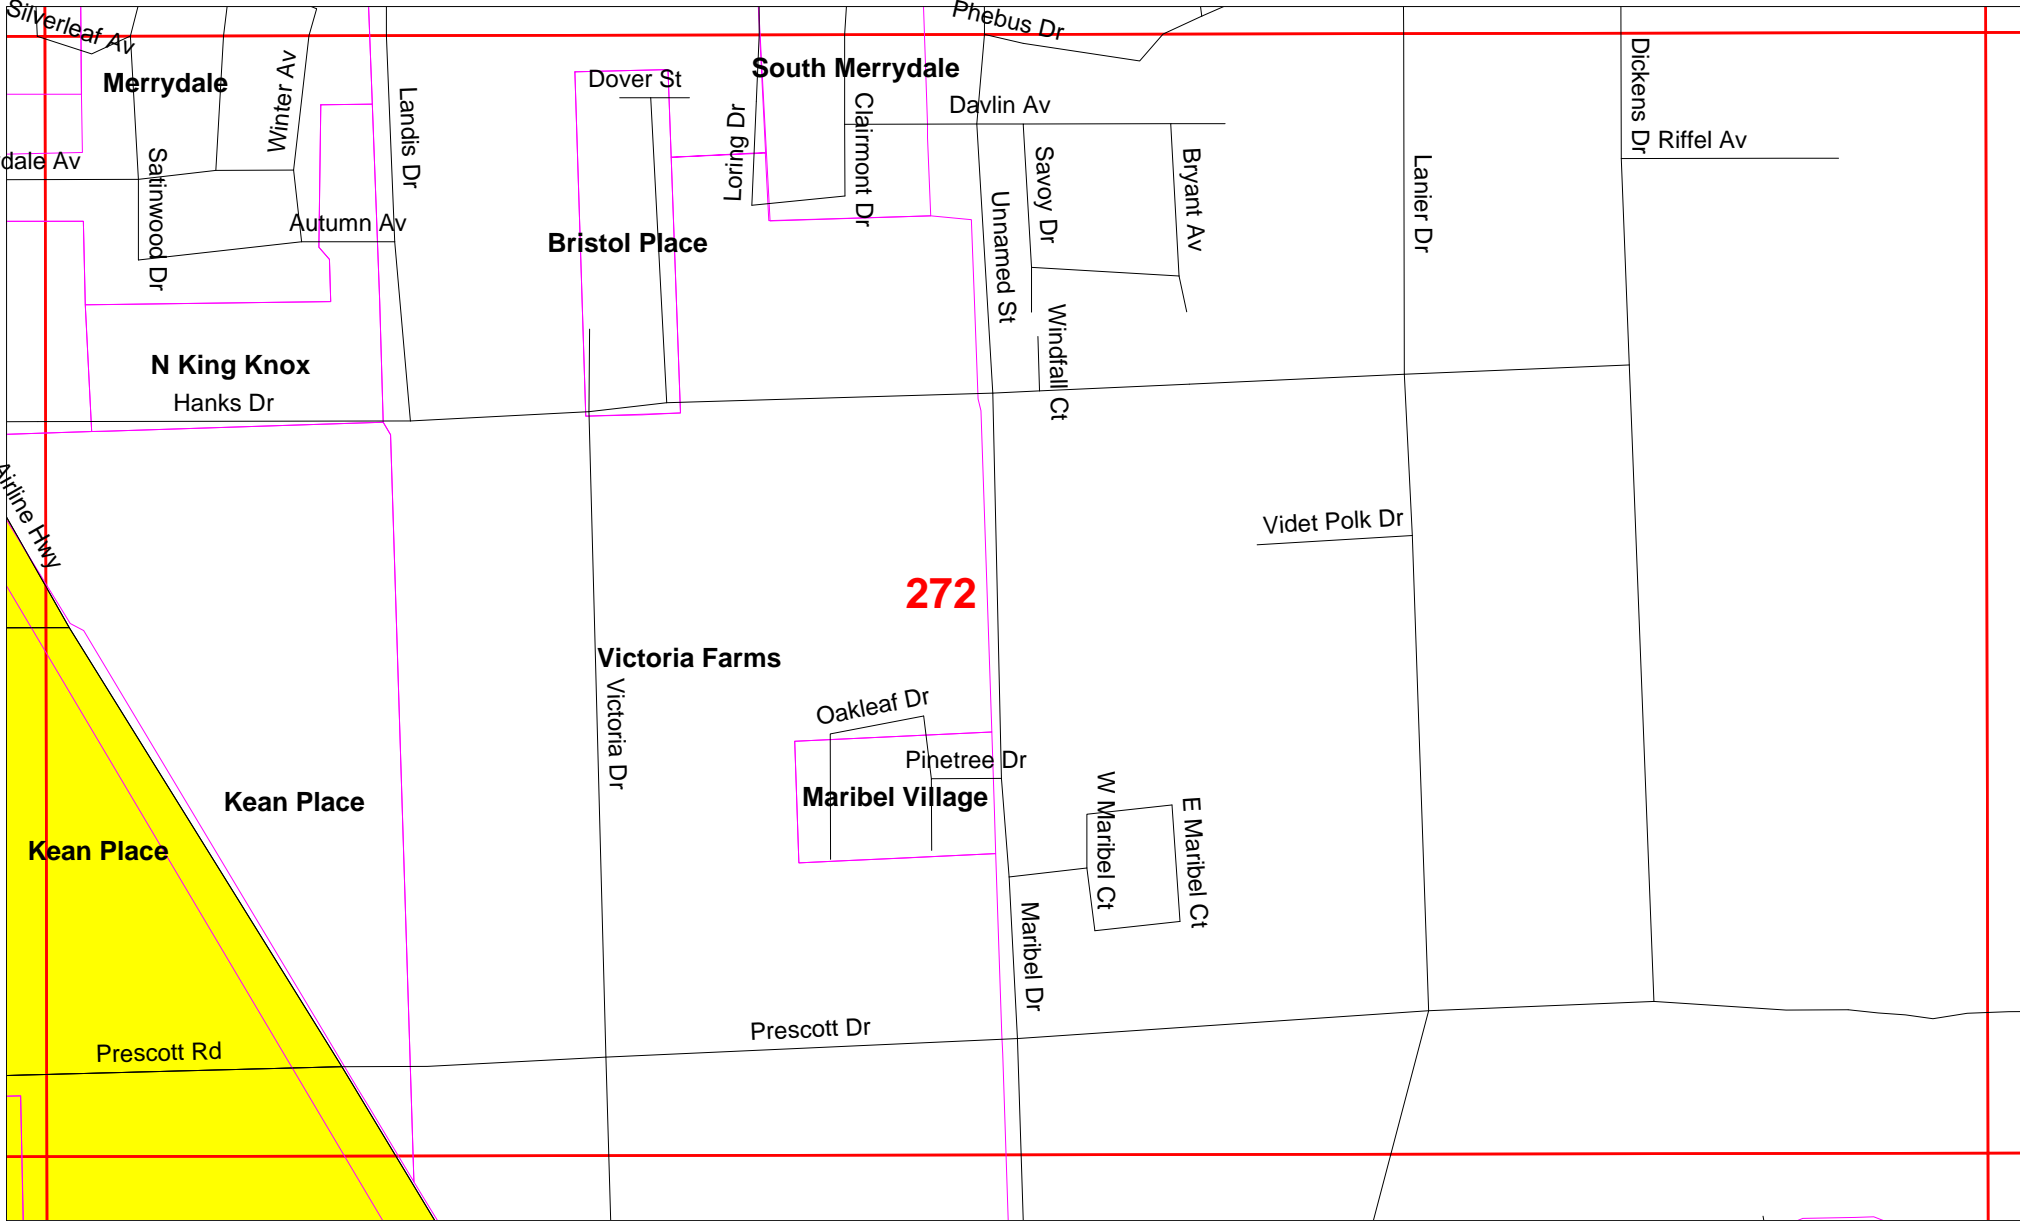 Silverleaf Av
Phebus Dr
Merrydale
Winter Av
Dover St
South Merrydale
Dickens Dr
Landis Dr
Loring Dr
Clairmont Dr
Davlin Av
Riffel Av
dale Av
Satinwood Dr
Savoy Dr
Bryant Av
Lanier Dr
Autumn Av
Bristol Place
Unnamed St
Windfall Ct
N King Knox
Hanks Dr
Airline Hwy
Videt Polk Dr
272
Victoria Farms
Victoria Dr
Oakleaf Dr
Pinetree Dr
Kean Place
Maribel Village
W Maribel Ct
E Maribel Ct
Kean Place
Maribel Dr
Prescott Dr
Prescott Rd